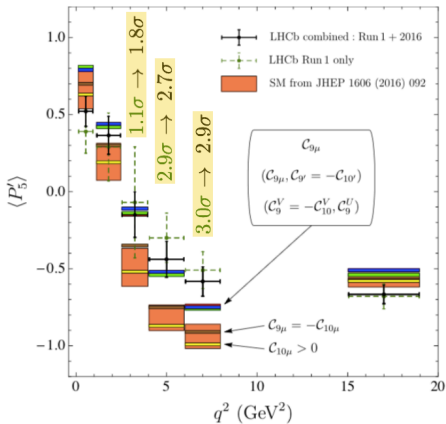 LHCb combined : Run 1 + 2016
LHCb Run 1 only
SM from JHEP 1606 (2016) 092
1.1σ → 1.8σ
2.9σ → 2.7σ
3.0σ → 2.9σ
𝒞₉μ
(𝒞₉μ, 𝒞₉′ = −𝒞₁₀′)
(𝒞₉ⱽ = −𝒞₁₀ⱽ, 𝒞₉ᵁ)
𝒞₉μ = −𝒞₁₀μ
𝒞₁₀μ > 0
⟨P₅′⟩
1.0
0.5
0.0
−0.5
−1.0
0 5 10 15 20
q² (GeV²)